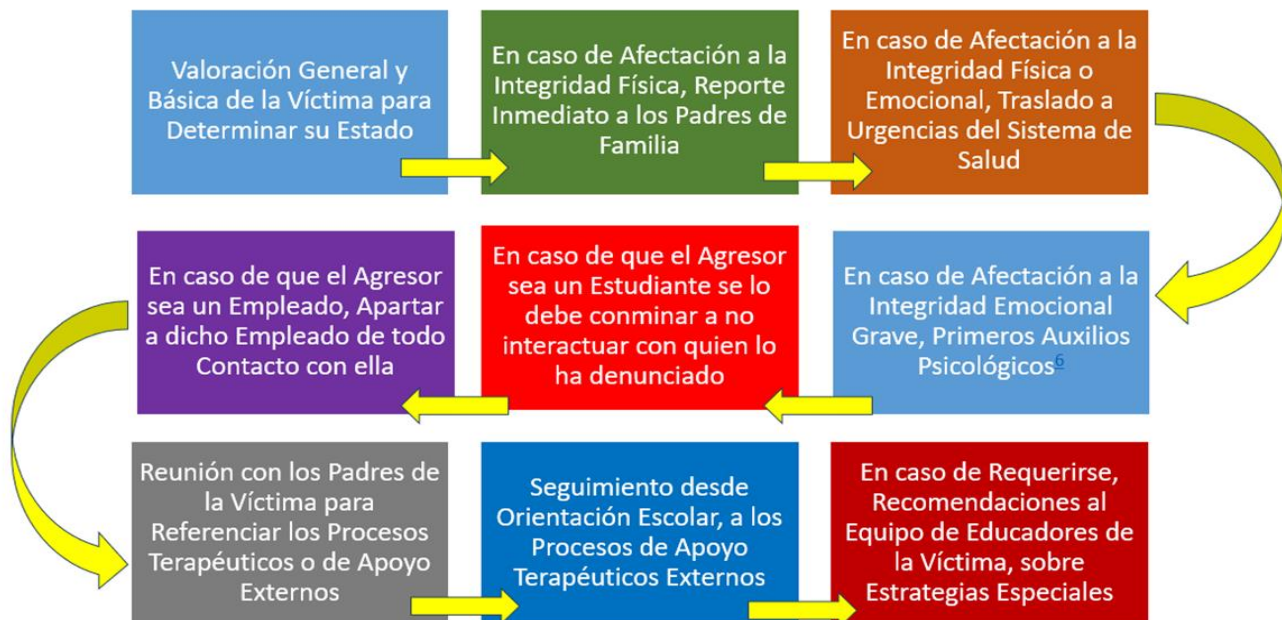 Valoración General y
Básica de la Víctima para
Determinar su Estado
En caso de Afectación a la
Integridad Física, Reporte
Inmediato a los Padres de
Familia
En caso de Afectación a la
Integridad Física o
Emocional, Traslado a
Urgencias del Sistema de
Salud
En caso de Afectación a la
Integridad Emocional
Grave, Primeros Auxilios
Psicológicos6
En caso de que el Agresor
sea un Estudiante se lo
debe conminar a no
interactuar con quien lo
ha denunciado
En caso de que el Agresor
sea un Empleado, Apartar
a dicho Empleado de todo
Contacto con ella
Reunión con los Padres de
la Víctima para
Referenciar los Procesos
Terapéuticos o de Apoyo
Externos
Seguimiento desde
Orientación Escolar, a los
Procesos de Apoyo
Terapéuticos Externos
En caso de Requerirse,
Recomendaciones al
Equipo de Educadores de
la Víctima, sobre
Estrategias Especiales